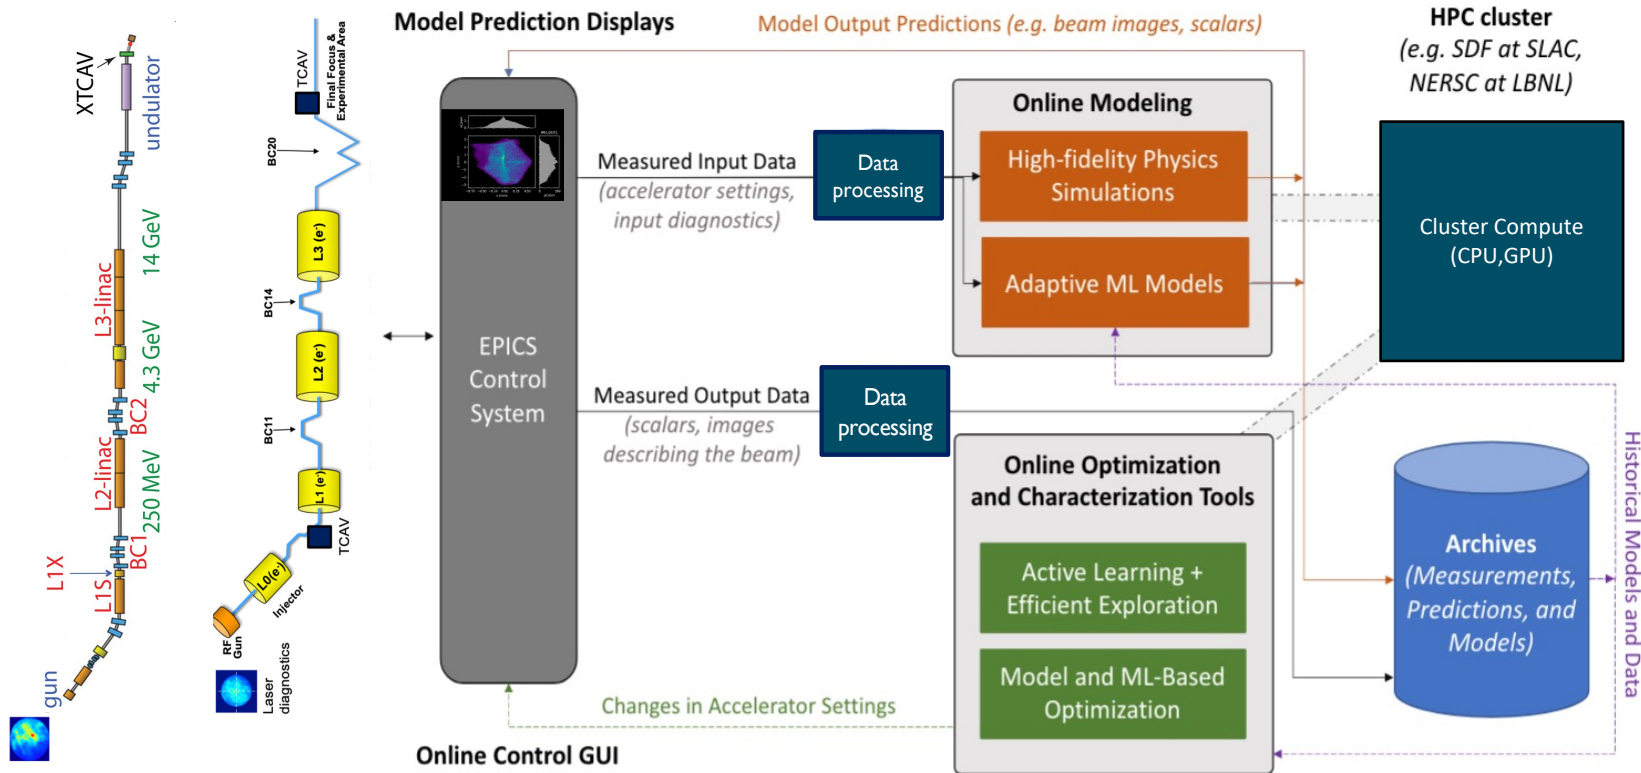 XTCAV
undulator
14 GeV
L3-linac
4.3 GeV
BC2
L2-linac
250 MeV
BC1
L1X
L1S
gun
TCAV
Final Focus &
Experimental Area
BC20
L3 (e-)
BC14
L2 (e-)
BC11
L1 (e-)
TCAV
L0(e-)
Injector
RF
Gun
Laser
diagnostics
Model Prediction Displays
EPICS
Control
System
Online Control GUI
Model Output Predictions (e.g. beam images, scalars)
Measured Input Data
(accelerator settings,
input diagnostics)
Data
processing
Measured Output Data
(scalars, images
describing the beam)
Data
processing
Changes in Accelerator Settings
Online Modeling
High-fidelity Physics
Simulations
Adaptive ML Models
Online Optimization
and Characterization Tools
Active Learning +
Efficient Exploration
Model and ML-Based
Optimization
HPC cluster
(e.g. SDF at SLAC,
NERSC at LBNL)
Cluster Compute
(CPU,GPU)
Archives
(Measurements,
Predictions, and
Models)
Historical Models and Data